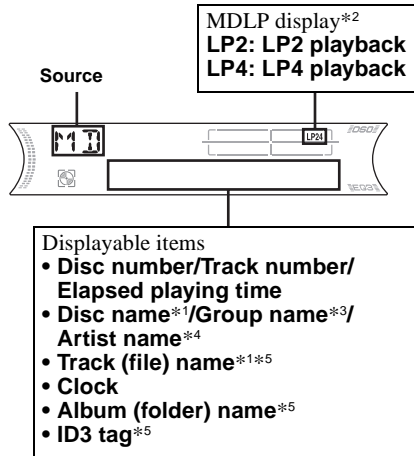 MDLP display*2
LP2: LP2 playback
LP4: LP4 playback
Source
MD
LP24
DSO
EQ3
Displayable items
• Disc number/Track number/
Elapsed playing time
• Disc name*1/Group name*3/
Artist name*4
• Track (file) name*1*5
• Clock
• Album (folder) name*5
• ID3 tag*5